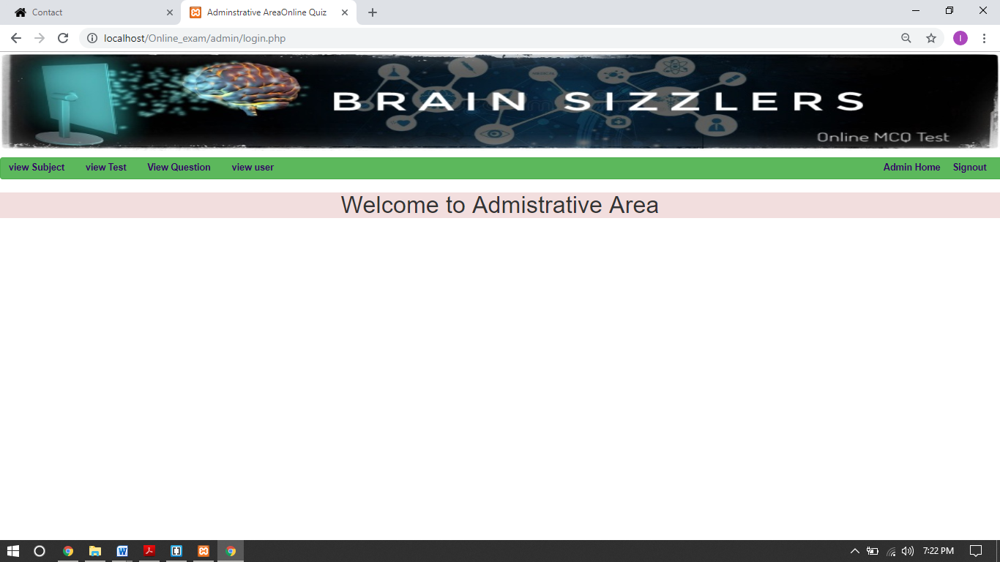 Contact
Adminstrative AreaOnline Quiz
localhost/Online_exam/admin/login.php
I
BRAIN SIZZLERS
Online MCQ Test
view Subject view Test View Question view user Admin Home Signout
Welcome to Admistrative Area
7:22 PM